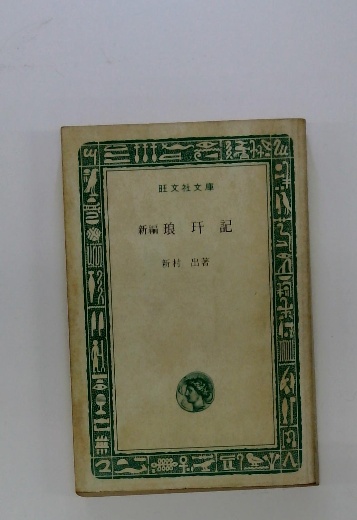 旺文社文庫
新編 琅玕記
新村 出著